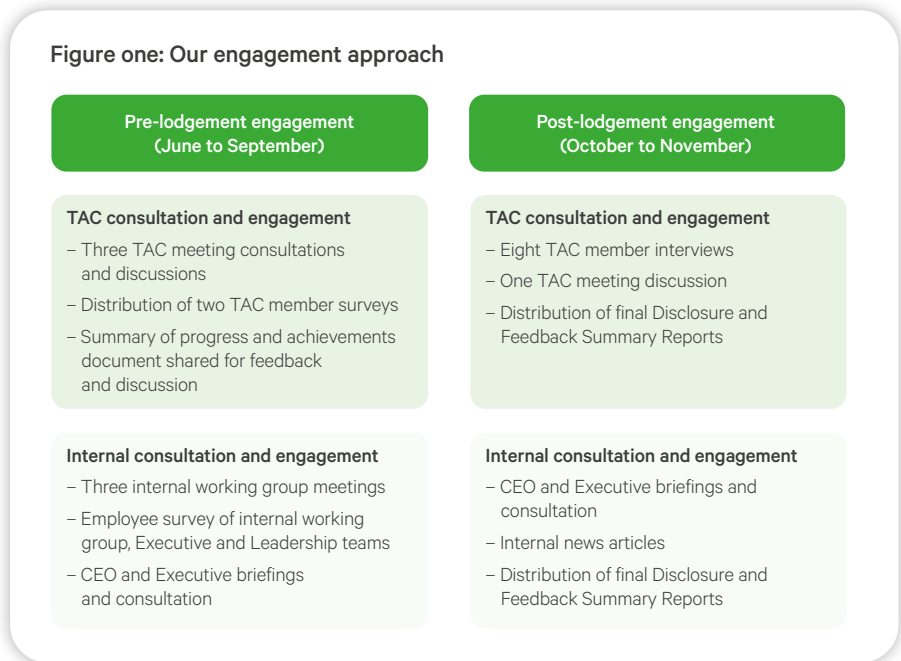 Figure one: Our engagement approach
Pre-lodgement engagement
(June to September)
TAC consultation and engagement
– Three TAC meeting consultations
and discussions
– Distribution of two TAC member surveys
– Summary of progress and achievements
document shared for feedback
and discussion
Internal consultation and engagement
– Three internal working group meetings
– Employee survey of internal working
group, Executive and Leadership teams
– CEO and Executive briefings
and consultation
Post-lodgement engagement
(October to November)
TAC consultation and engagement
– Eight TAC member interviews
– One TAC meeting discussion
– Distribution of final Disclosure and
Feedback Summary Reports
Internal consultation and engagement
– CEO and Executive briefings and
consultation
– Internal news articles
– Distribution of final Disclosure and
Feedback Summary Reports